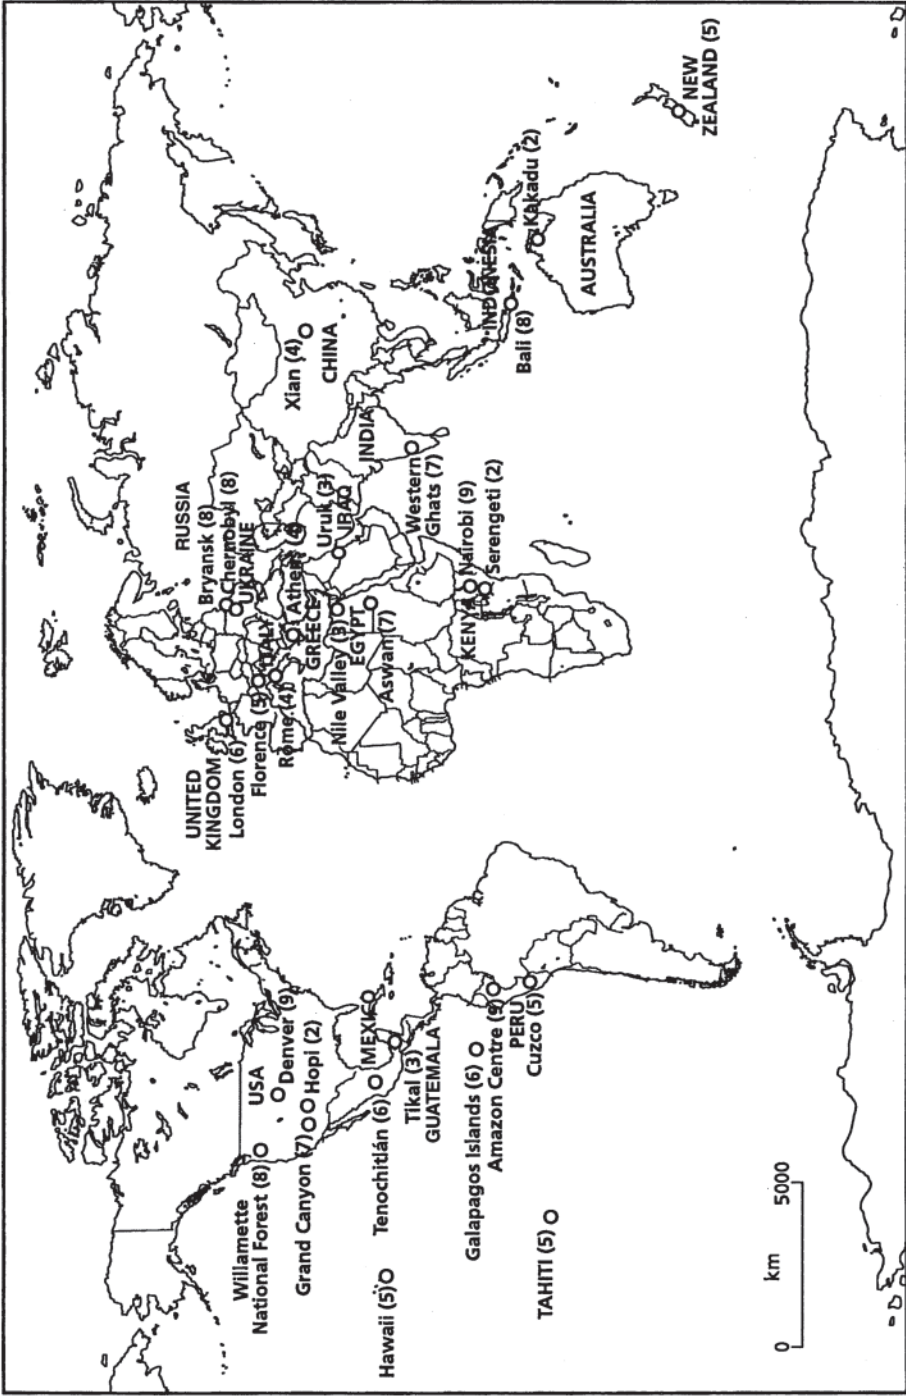 Willamette
National Forest (8)
USA
Denver (9)
Grand Canyon (7)
Hopi (2)
Hawaii (5)
Tenochitlán (6)
MEXICO
Tikal (3)
GUATEMALA
Galapagos Islands (6)
Amazon Centre (9)
PERU
Cuzco (5)
TAHITI (5)
km
0
5000
UNITED
KINGDOM
London (6)
Florence (5)
ITALY
Rome (4)
RUSSIA
Bryansk (8)
Chernobyl (8)
UKRAINE
Athens (4)
GREECE
Nile Valley (3)
EGYPT
Aswam (7)
Uruk (3)
IRAQ
INDIA
Western
Ghats (7)
KENYA
Nairobi (9)
Serengeti (2)
Xian (4)
CHINA
INDONESIA
Bali (8)
Kakadu (2)
AUSTRALIA
NEW
ZEALAND (5)